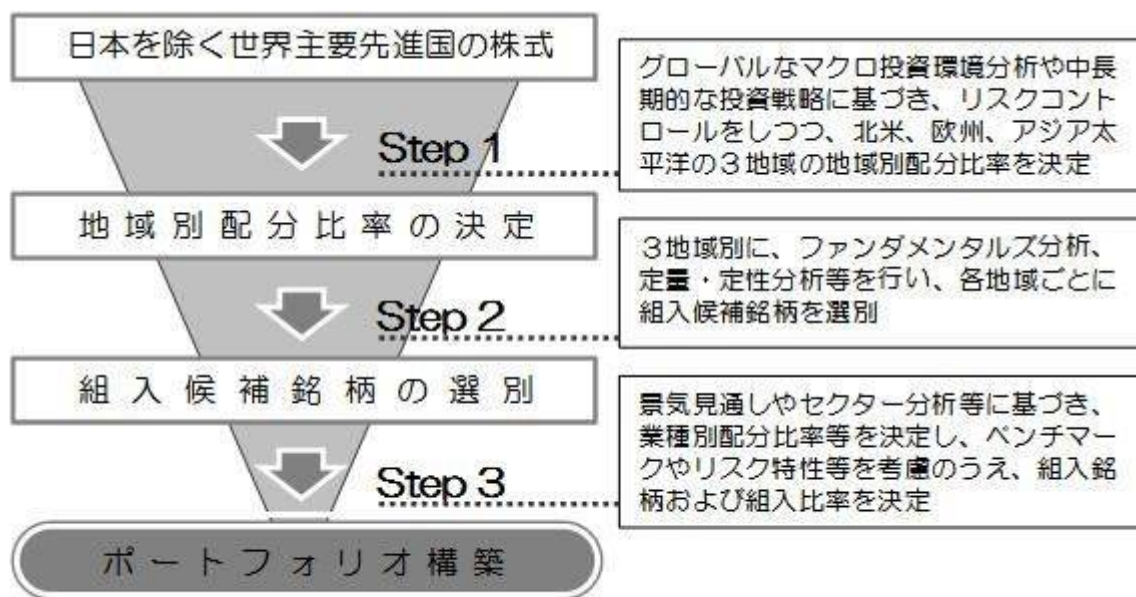 日本を除く世界主要先進国の株式
グローバルなマクロ投資環境分析や中長
期的な投資戦略に基づき、リスクコント
ロールをしつつ、北米、欧州、アジア太
平洋の3地域の地域別配分比率を決定
Step 1
地域別配分比率の決定
3地域別に、ファンダメンタルズ分析、
定量・定性分析等を行い、各地域ごとに
組入候補銘柄を選別
Step 2
組入候補銘柄の選別
景気見通しやセクター分析等に基づき、
業種別配分比率等を決定し、ベンチマー
クやリスク特性等を考慮のうえ、組入銘
柄および組入比率を決定
Step 3
ポートフォリオ構築